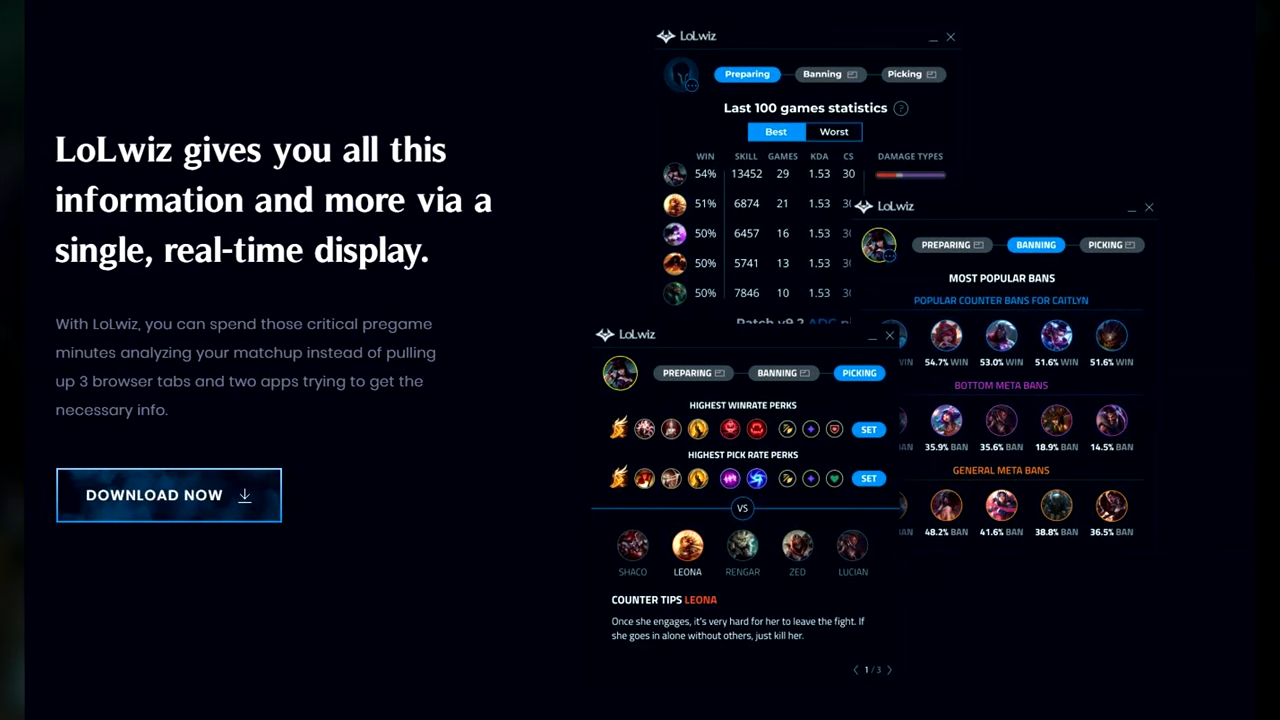 LoLwiz gives you all this
information and more via a
single, real-time display.
With LoLwiz, you can spend those critical pregame
minutes analyzing your matchup instead of pulling
up 3 browser tabs and two apps trying to get the
necessary info.
DOWNLOAD NOW
LoLwiz
Preparing Banning Picking
Last 100 games statistics ?
Best Worst
WIN SKILL GAMES KDA CS DAMAGE TYPES
54% 13452 29 1.53 30
51% 6874 21 1.53 30
50% 6457 16 1.53 30
50% 5741 13 1.53 30
50% 7846 10 1.53
LoLwiz
PREPARING BANNING PICKING
MOST POPULAR BANS
POPULAR COUNTER BANS FOR CAITLYN
54.7% WIN 53.0% WIN 51.6% WIN 51.6% WIN
BOTTOM META BANS
35.9% BAN 35.6% BAN 18.9% BAN 14.5% BAN
GENERAL META BANS
48.2% BAN 41.6% BAN 38.8% BAN 36.5% BAN
LoLwiz
PREPARING BANNING PICKING
HIGHEST WINRATE PERKS
SET
HIGHEST PICK RATE PERKS
SET
VS
SHACO LEONA RENGAR ZED LUCIAN
COUNTER TIPS LEONA
Once she engages, it's very hard for her to leave the fight. If
she goes in alone without others, just kill her.
1 / 3